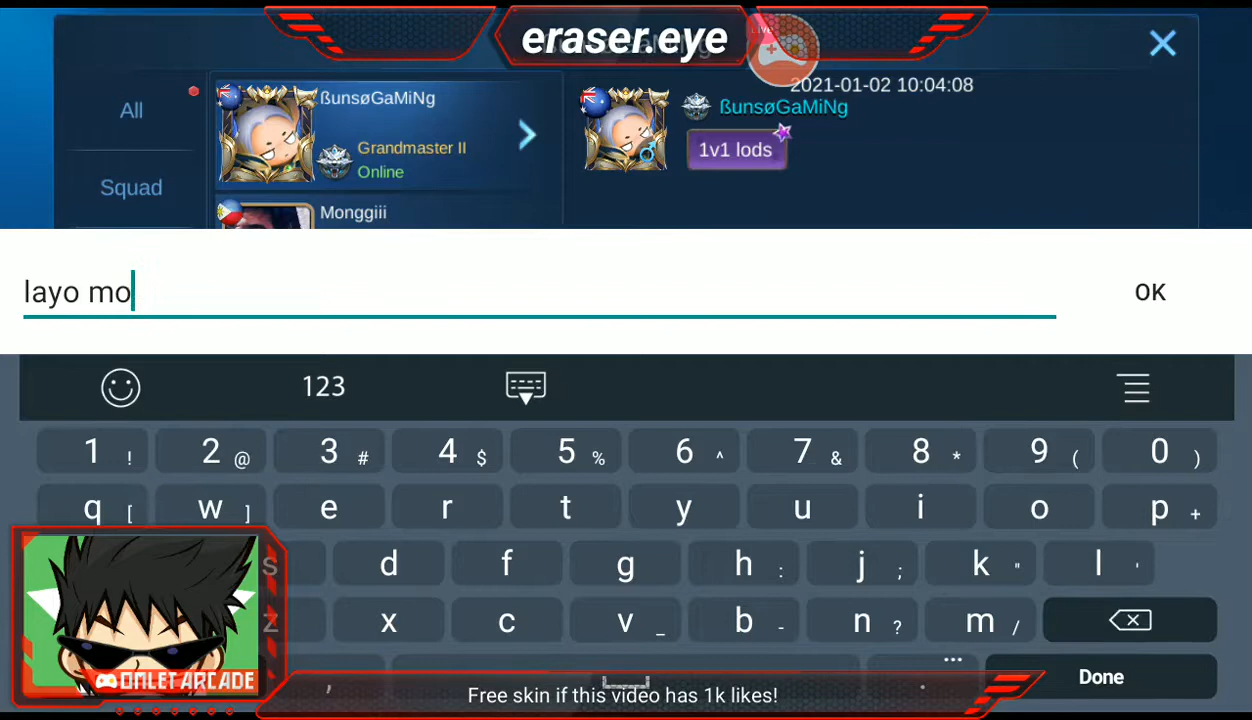 eraser.eye
2021-01-02 10:04:08
All
Squad
ßunsøGaMiNg
Grandmaster II
Online
Monggiii
ßunsøGaMiNg
1v1 lods
layo mo
OK
123
1 ! 2 @ 3 # 4 $ 5 % 6 ^ 7 & 8 * 9 ( 0 )
q [ w ] e r t y u i o p +
s d f g h : j ; k " l '
z x c v _ b - n ? m /
, . ... Done
OMLET ARCADE
Free skin if this video has 1k likes!